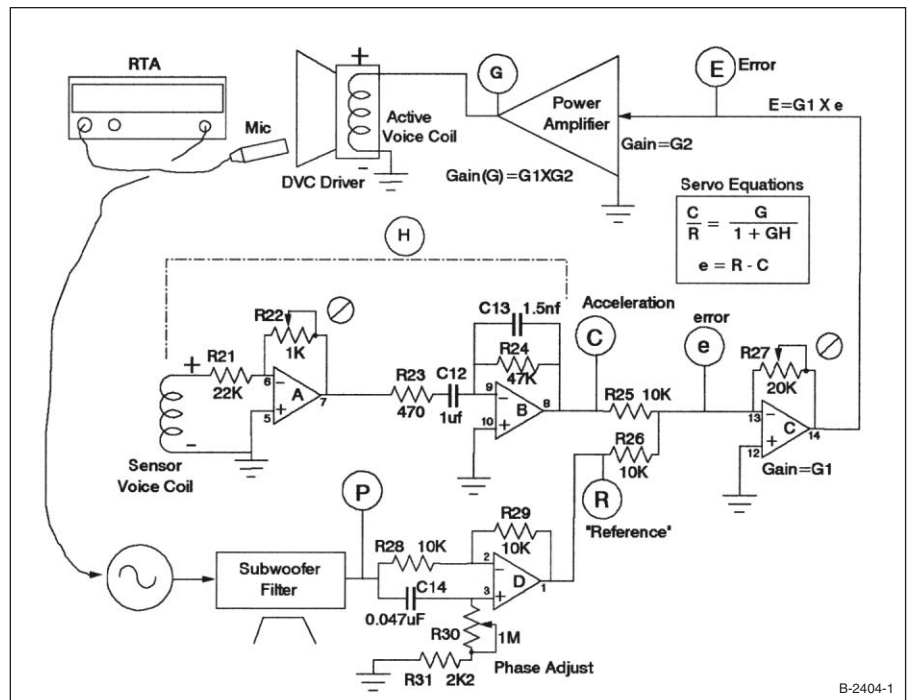 RTA
Mic
+
Active
Voice Coil
-
DVC Driver
G
Power
Amplifier
Gain=G2
Gain(G)=G1XG2
E
Error
E=G1 X e
Servo Equations
C/R = G/1 + GH
e = R - C
H
R22
1K
R21
22K
+
-
Sensor
Voice Coil
6
-
5
+
A
7
R23
470
C12
1uf
C13
1.5nf
R24
47K
9
-
10
+
B
8
Acceleration
C
R25
10K
R26
10K
R
"Reference"
error
e
R27
20K
13
-
12
+
C
14
Gain=G1
P
Subwoofer
Filter
R28
10K
C14
0.047uF
R29
10K
2
-
3
+
D
1
R30
1M
R31
2K2
Phase Adjust
B-2404-1